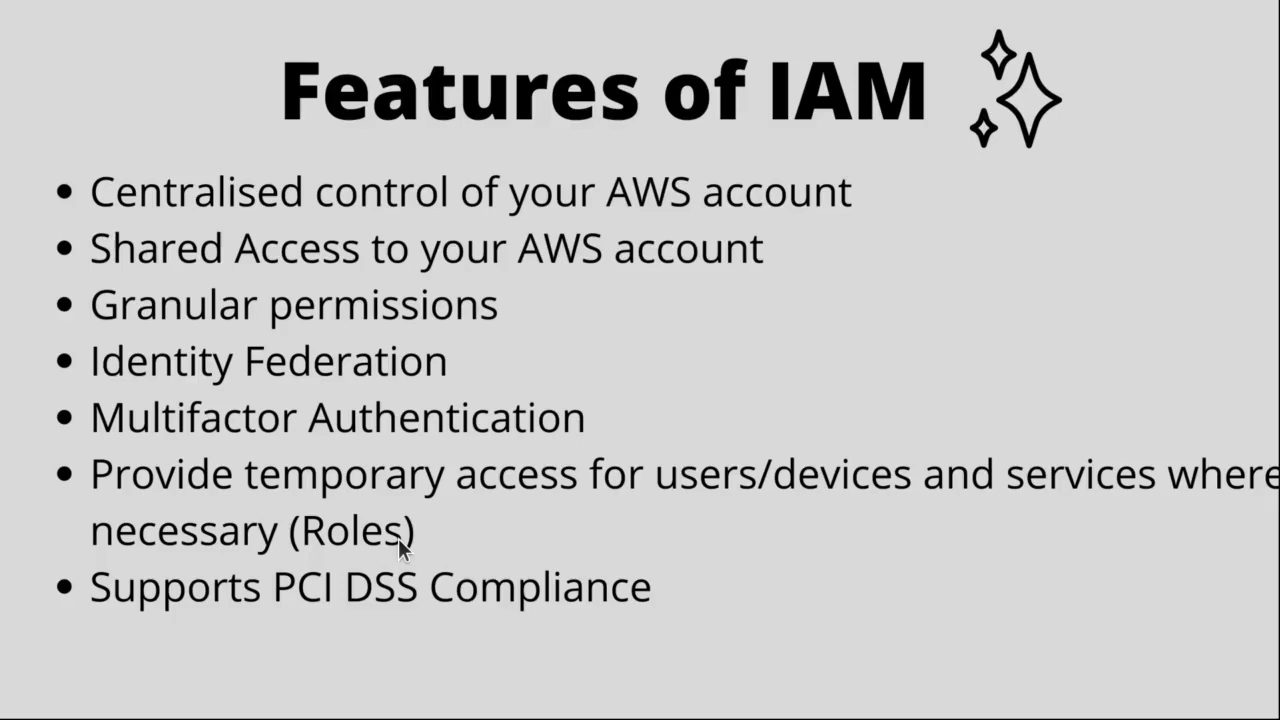 Features of IAM
• Centralised control of your AWS account
• Shared Access to your AWS account
• Granular permissions
• Identity Federation
• Multifactor Authentication
• Provide temporary access for users/devices and services where
necessary (Roles)
• Supports PCI DSS Compliance